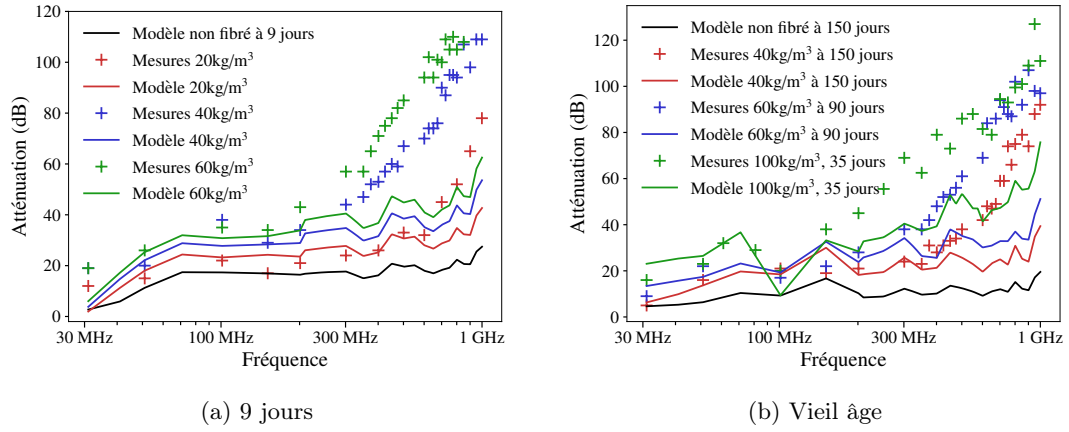 Modèle non fibré à 9 jours
Mesures 20kg/m³
Modèle 20kg/m³
Mesures 40kg/m³
Modèle 40kg/m³
Mesures 60kg/m³
Modèle 60kg/m³
Atténuation (dB)
120
100
80
60
40
20
0
30 MHz
100 MHz
300 MHz
1 GHz
Fréquence
(a) 9 jours
Modèle non fibré à 150 jours
Mesures 40kg/m³ à 150 jours
Modèle 40kg/m³ à 150 jours
Mesures 60kg/m³ à 90 jours
Modèle 60kg/m³ à 90 jours
Mesures 100kg/m³, 35 jours
Modèle 100kg/m³, 35 jours
Atténuation (dB)
120
100
80
60
40
20
0
30 MHz
100 MHz
300 MHz
1 GHz
Fréquence
(b) Vieil âge